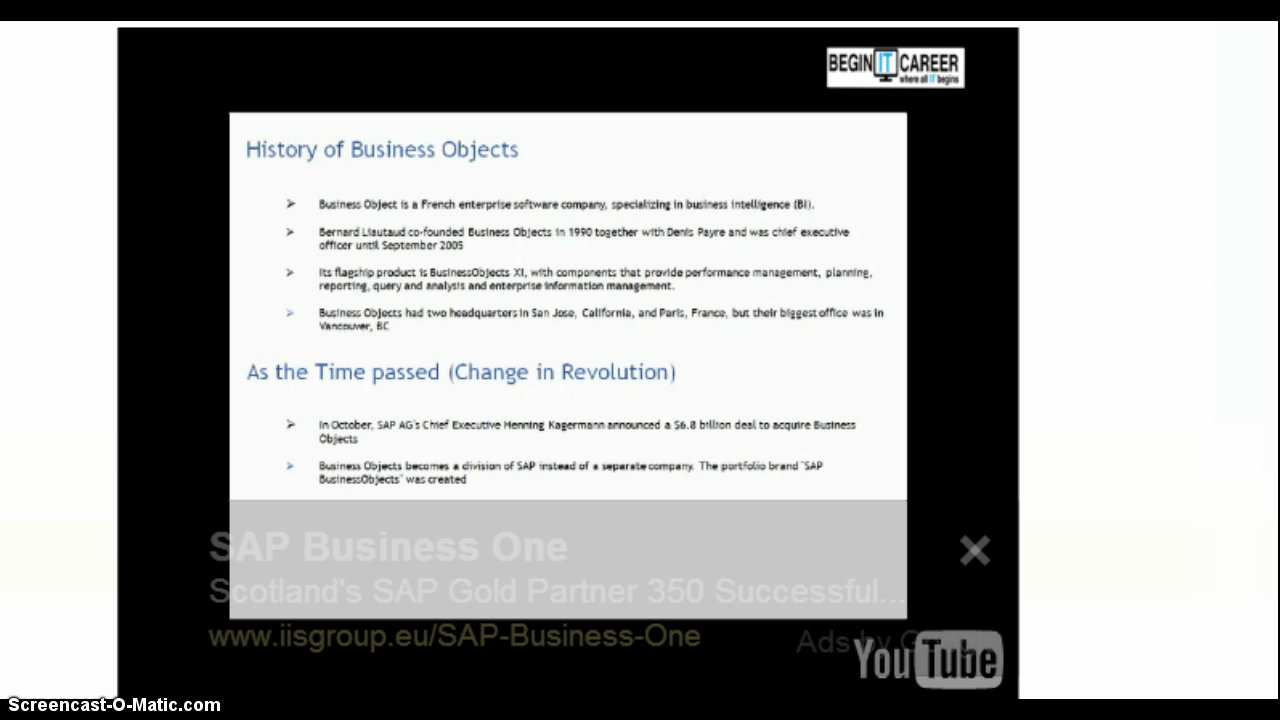 BEGIN IT CAREER
where all IT begins
History of Business Objects
➢ Business Object is a French enterprise software company, specializing in business intelligence (BI).
➢ Bernard Liautaud co-founded Business Objects in 1990 together with Denis Payre and was chief executive
officer until September 2005
➢ Its flagship product is BusinessObjects XI, with components that provide performance management, planning,
reporting, query and analysis and enterprise information management.
➢ Business Objects had two headquarters in San Jose, California, and Paris, France, but their biggest office was in
Vancouver, BC
As the Time passed (Change in Revolution)
➢ In October, SAP AG's Chief Executive Henning Kagermann announced a $6.8 billion deal to acquire Business
Objects
➢ Business Objects becomes a division of SAP instead of a separate company. The portfolio brand "SAP
BusinessObjects" was created
SAP Business One
Scotland's SAP Gold Partner 350 Successful...
www.iisgroup.eu/SAP-Business-One
Ads by
YouTube
Screencast-O-Matic.com